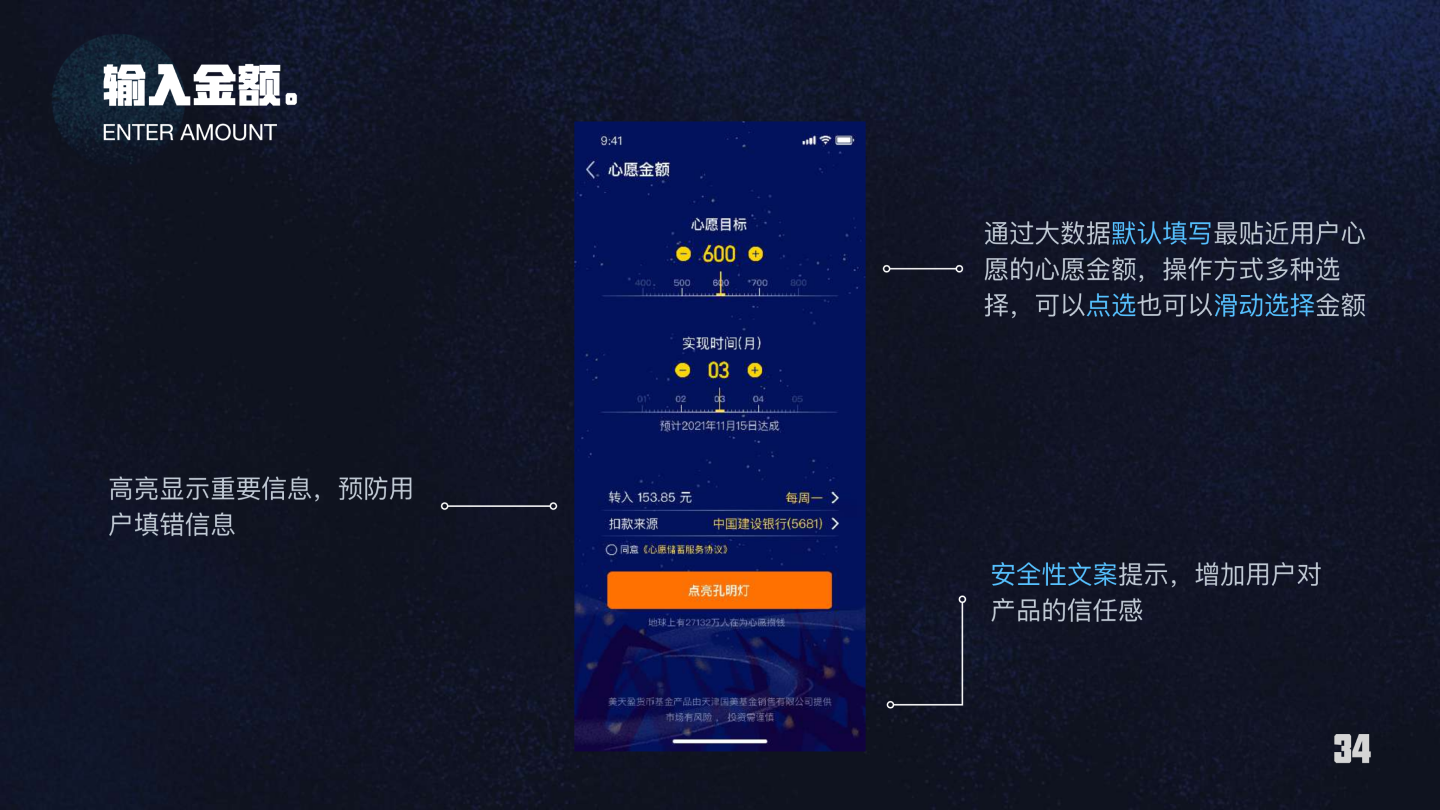 输入金额。
ENTER AMOUNT
9:41
心愿金额
心愿目标
600
400 500 600 700 800
实现时间(月)
03
01 02 03 04 05
预计2021年11月15日达成
转入 153.85 元 每周一
扣款来源 中国建设银行(5681)
同意《心愿储蓄服务协议》
点亮孔明灯
地球上有27132万人在为心愿攒钱
美天盈货币基金产品由天津国美基金销售有限公司提供
市场有风险 ， 投资需谨慎
通过大数据默认填写最贴近用户心
愿的心愿金额，操作方式多种选
择，可以点选也可以滑动选择金额
高亮显示重要信息，预防用
户填错信息
安全性文案提示，增加用户对
产品的信任感
34